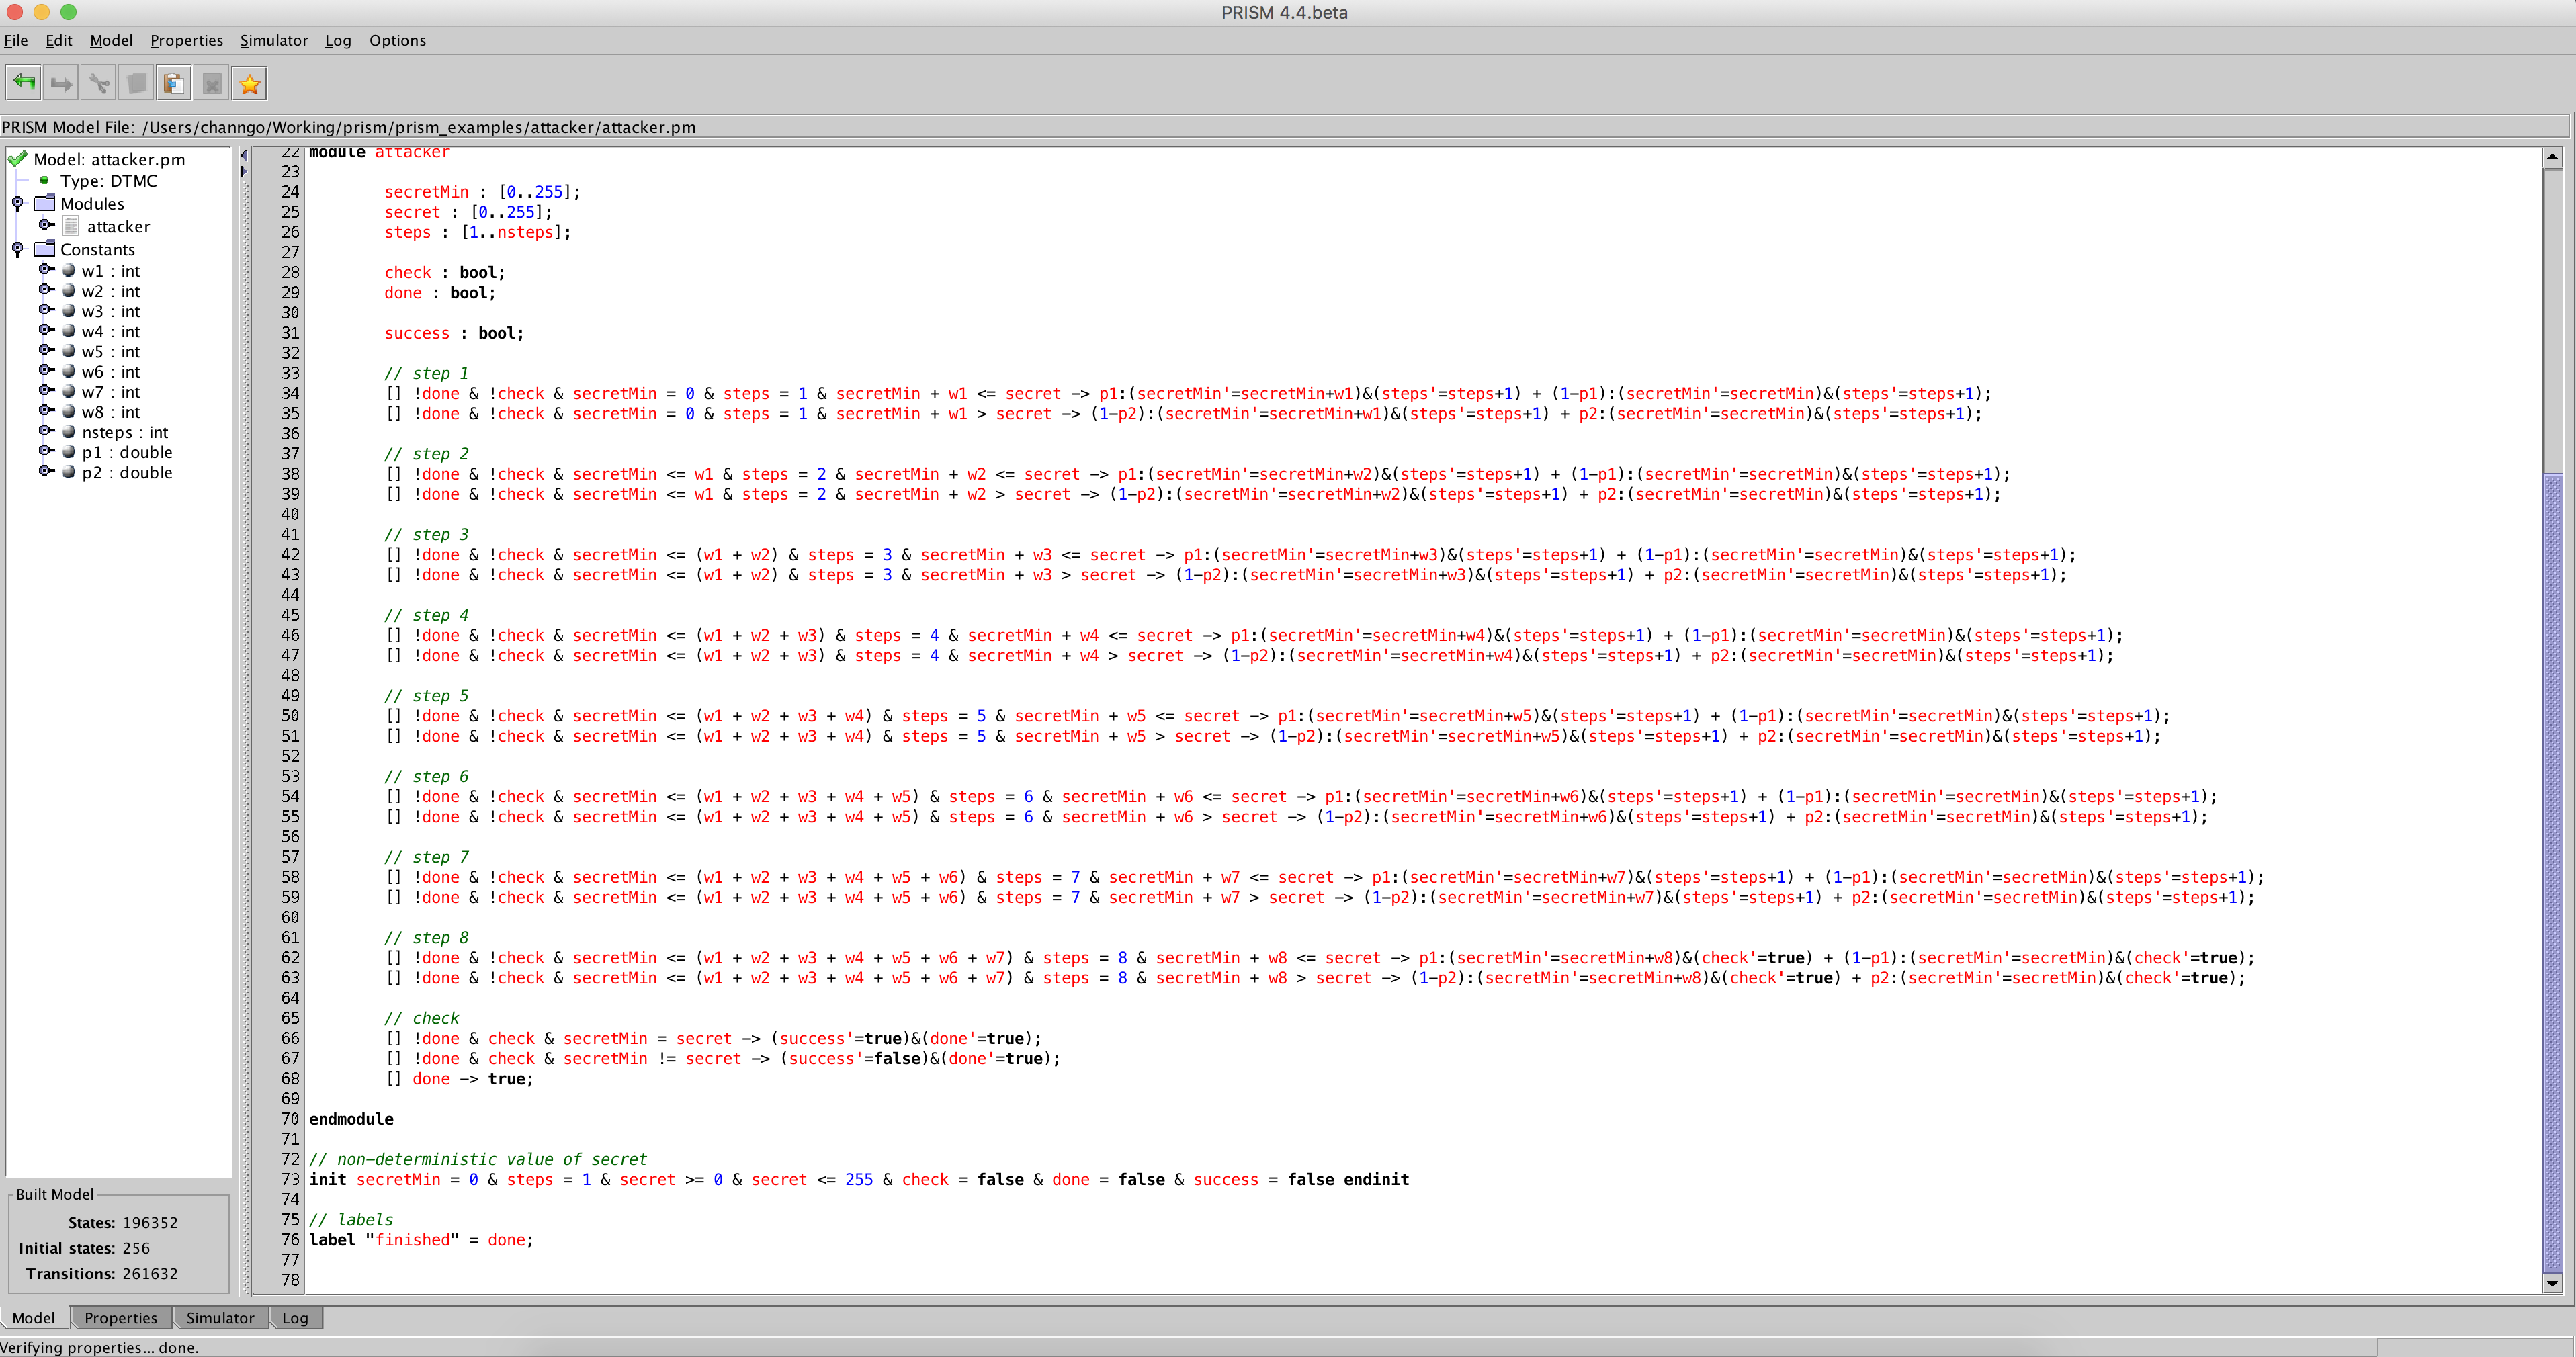 PRISM 4.4.beta
File Edit Model Properties Simulator Log Options
PRISM Model File: /Users/channgo/Working/prism/prism_examples/attacker/attacker.pm
Model: attacker.pm
Type: DTMC
Modules
attacker
Constants
w1 : int
w2 : int
w3 : int
w4 : int
w5 : int
w6 : int
w7 : int
w8 : int
nsteps : int
p1 : double
p2 : double
Built Model
States: 196352
Initial states: 256
Transitions: 261632
22 module attacker
23
24 secretMin : [0..255];
25 secret : [0..255];
26 steps : [1..nsteps];
27
28 check : bool;
29 done : bool;
30
31 success : bool;
32
33 // step 1
34 [] !done & !check & secretMin = 0 & steps = 1 & secretMin + w1 <= secret -> p1:(secretMin'=secretMin+w1)&(steps'=steps+1) + (1-p1):(secretMin'=secretMin)&(steps'=steps+1);
35 [] !done & !check & secretMin = 0 & steps = 1 & secretMin + w1 > secret -> (1-p2):(secretMin'=secretMin+w1)&(steps'=steps+1) + p2:(secretMin'=secretMin)&(steps'=steps+1);
36
37 // step 2
38 [] !done & !check & secretMin <= w1 & steps = 2 & secretMin + w2 <= secret -> p1:(secretMin'=secretMin+w2)&(steps'=steps+1) + (1-p1):(secretMin'=secretMin)&(steps'=steps+1);
39 [] !done & !check & secretMin <= w1 & steps = 2 & secretMin + w2 > secret -> (1-p2):(secretMin'=secretMin+w2)&(steps'=steps+1) + p2:(secretMin'=secretMin)&(steps'=steps+1);
40
41 // step 3
42 [] !done & !check & secretMin <= (w1 + w2) & steps = 3 & secretMin + w3 <= secret -> p1:(secretMin'=secretMin+w3)&(steps'=steps+1) + (1-p1):(secretMin'=secretMin)&(steps'=steps+1);
43 [] !done & !check & secretMin <= (w1 + w2) & steps = 3 & secretMin + w3 > secret -> (1-p2):(secretMin'=secretMin+w3)&(steps'=steps+1) + p2:(secretMin'=secretMin)&(steps'=steps+1);
44
45 // step 4
46 [] !done & !check & secretMin <= (w1 + w2 + w3) & steps = 4 & secretMin + w4 <= secret -> p1:(secretMin'=secretMin+w4)&(steps'=steps+1) + (1-p1):(secretMin'=secretMin)&(steps'=steps+1);
47 [] !done & !check & secretMin <= (w1 + w2 + w3) & steps = 4 & secretMin + w4 > secret -> (1-p2):(secretMin'=secretMin+w4)&(steps'=steps+1) + p2:(secretMin'=secretMin)&(steps'=steps+1);
48
49 // step 5
50 [] !done & !check & secretMin <= (w1 + w2 + w3 + w4) & steps = 5 & secretMin + w5 <= secret -> p1:(secretMin'=secretMin+w5)&(steps'=steps+1) + (1-p1):(secretMin'=secretMin)&(steps'=steps+1);
51 [] !done & !check & secretMin <= (w1 + w2 + w3 + w4) & steps = 5 & secretMin + w5 > secret -> (1-p2):(secretMin'=secretMin+w5)&(steps'=steps+1) + p2:(secretMin'=secretMin)&(steps'=steps+1);
52
53 // step 6
54 [] !done & !check & secretMin <= (w1 + w2 + w3 + w4 + w5) & steps = 6 & secretMin + w6 <= secret -> p1:(secretMin'=secretMin+w6)&(steps'=steps+1) + (1-p1):(secretMin'=secretMin)&(steps'=steps+1);
55 [] !done & !check & secretMin <= (w1 + w2 + w3 + w4 + w5) & steps = 6 & secretMin + w6 > secret -> (1-p2):(secretMin'=secretMin+w6)&(steps'=steps+1) + p2:(secretMin'=secretMin)&(steps'=steps+1);
56
57 // step 7
58 [] !done & !check & secretMin <= (w1 + w2 + w3 + w4 + w5 + w6) & steps = 7 & secretMin + w7 <= secret -> p1:(secretMin'=secretMin+w7)&(steps'=steps+1) + (1-p1):(secretMin'=secretMin)&(steps'=steps+1);
59 [] !done & !check & secretMin <= (w1 + w2 + w3 + w4 + w5 + w6) & steps = 7 & secretMin + w7 > secret -> (1-p2):(secretMin'=secretMin+w7)&(steps'=steps+1) + p2:(secretMin'=secretMin)&(steps'=steps+1);
60
61 // step 8
62 [] !done & !check & secretMin <= (w1 + w2 + w3 + w4 + w5 + w6 + w7) & steps = 8 & secretMin + w8 <= secret -> p1:(secretMin'=secretMin+w8)&(check'=true) + (1-p1):(secretMin'=secretMin)&(check'=true);
63 [] !done & !check & secretMin <= (w1 + w2 + w3 + w4 + w5 + w6 + w7) & steps = 8 & secretMin + w8 > secret -> (1-p2):(secretMin'=secretMin+w8)&(check'=true) + p2:(secretMin'=secretMin)&(check'=true);
64
65 // check
66 [] !done & check & secretMin = secret -> (success'=true)&(done'=true);
67 [] !done & check & secretMin != secret -> (success'=false)&(done'=true);
68 [] done -> true;
69
70 endmodule
71
72 // non-deterministic value of secret
73 init secretMin = 0 & steps = 1 & secret >= 0 & secret <= 255 & check = false & done = false & success = false endinit
74
75 // labels
76 label "finished" = done;
77
78
Model Properties Simulator Log
Verifying properties... done.